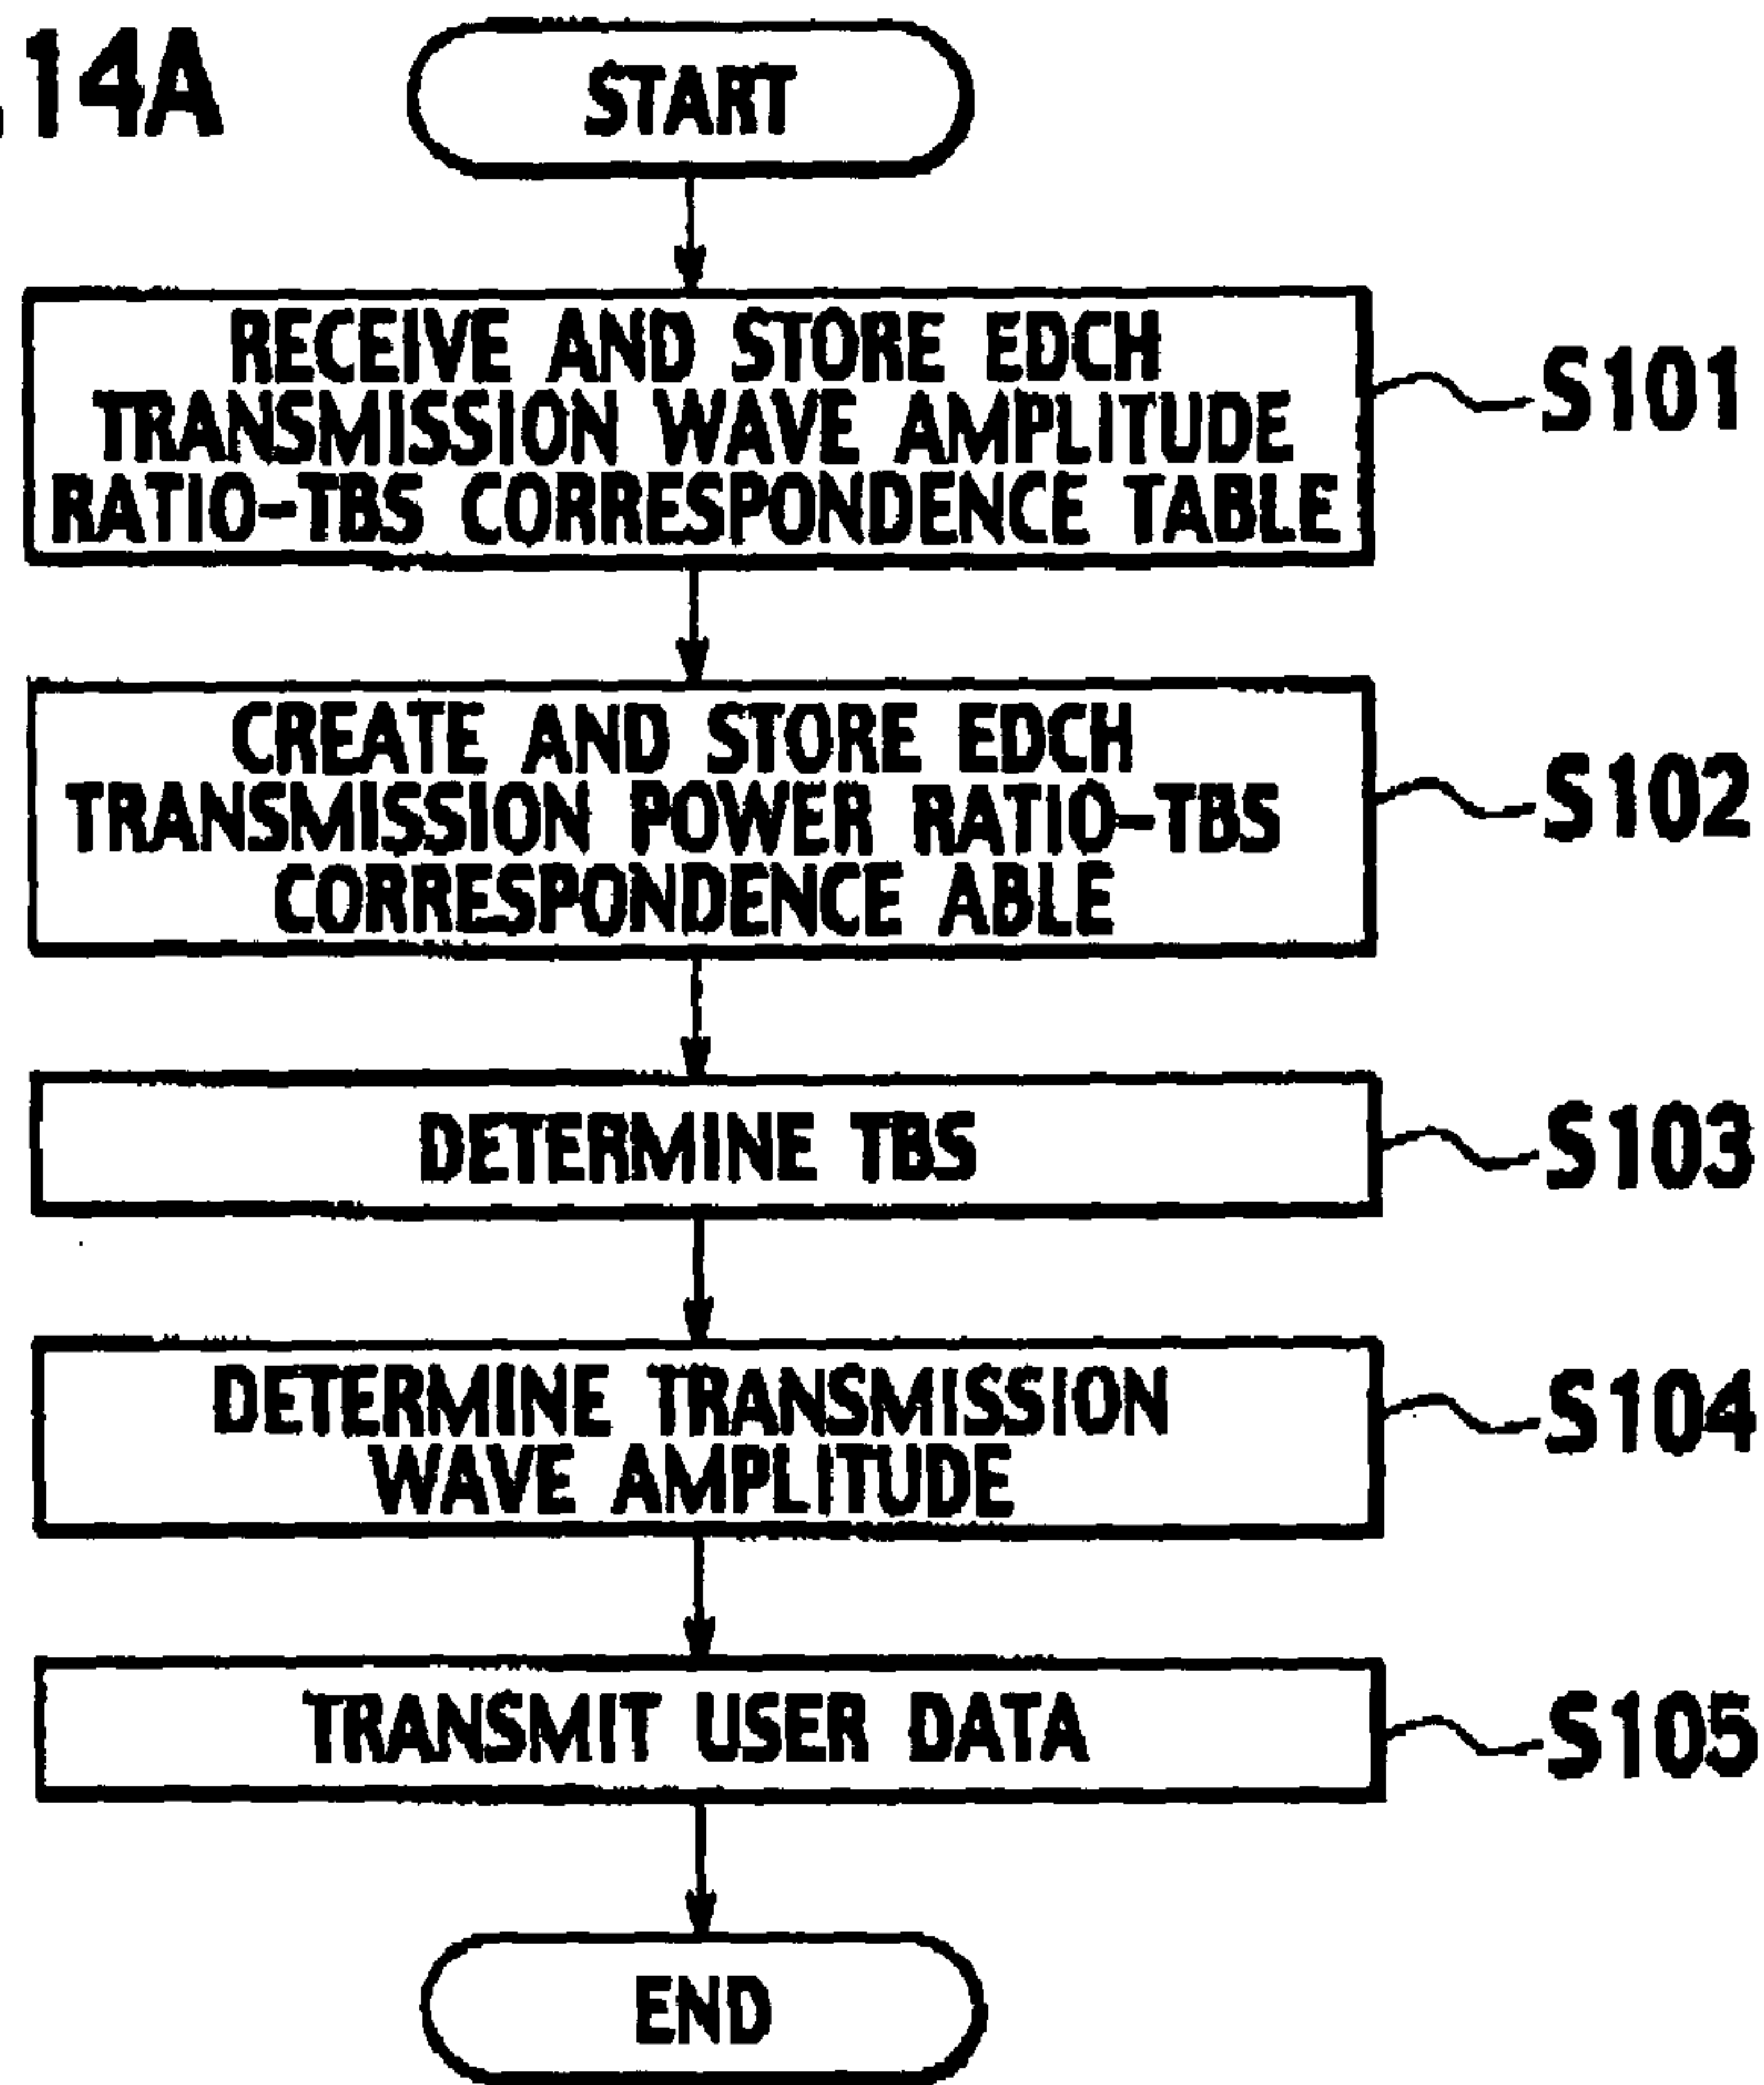 14A
START
RECEIVE AND STORE EDCH
TRANSMISSION WAVE AMPLITUDE
RATIO-TBS CORRESPONDENCE TABLE
S101
CREATE AND STORE EDCH
TRANSMISSION POWER RATIO-TBS
CORRESPONDENCE ABLE
S102
DETERMINE TBS
S103
DETERMINE TRANSMISSION
WAVE AMPLITUDE
S104
TRANSMIT USER DATA
S105
END